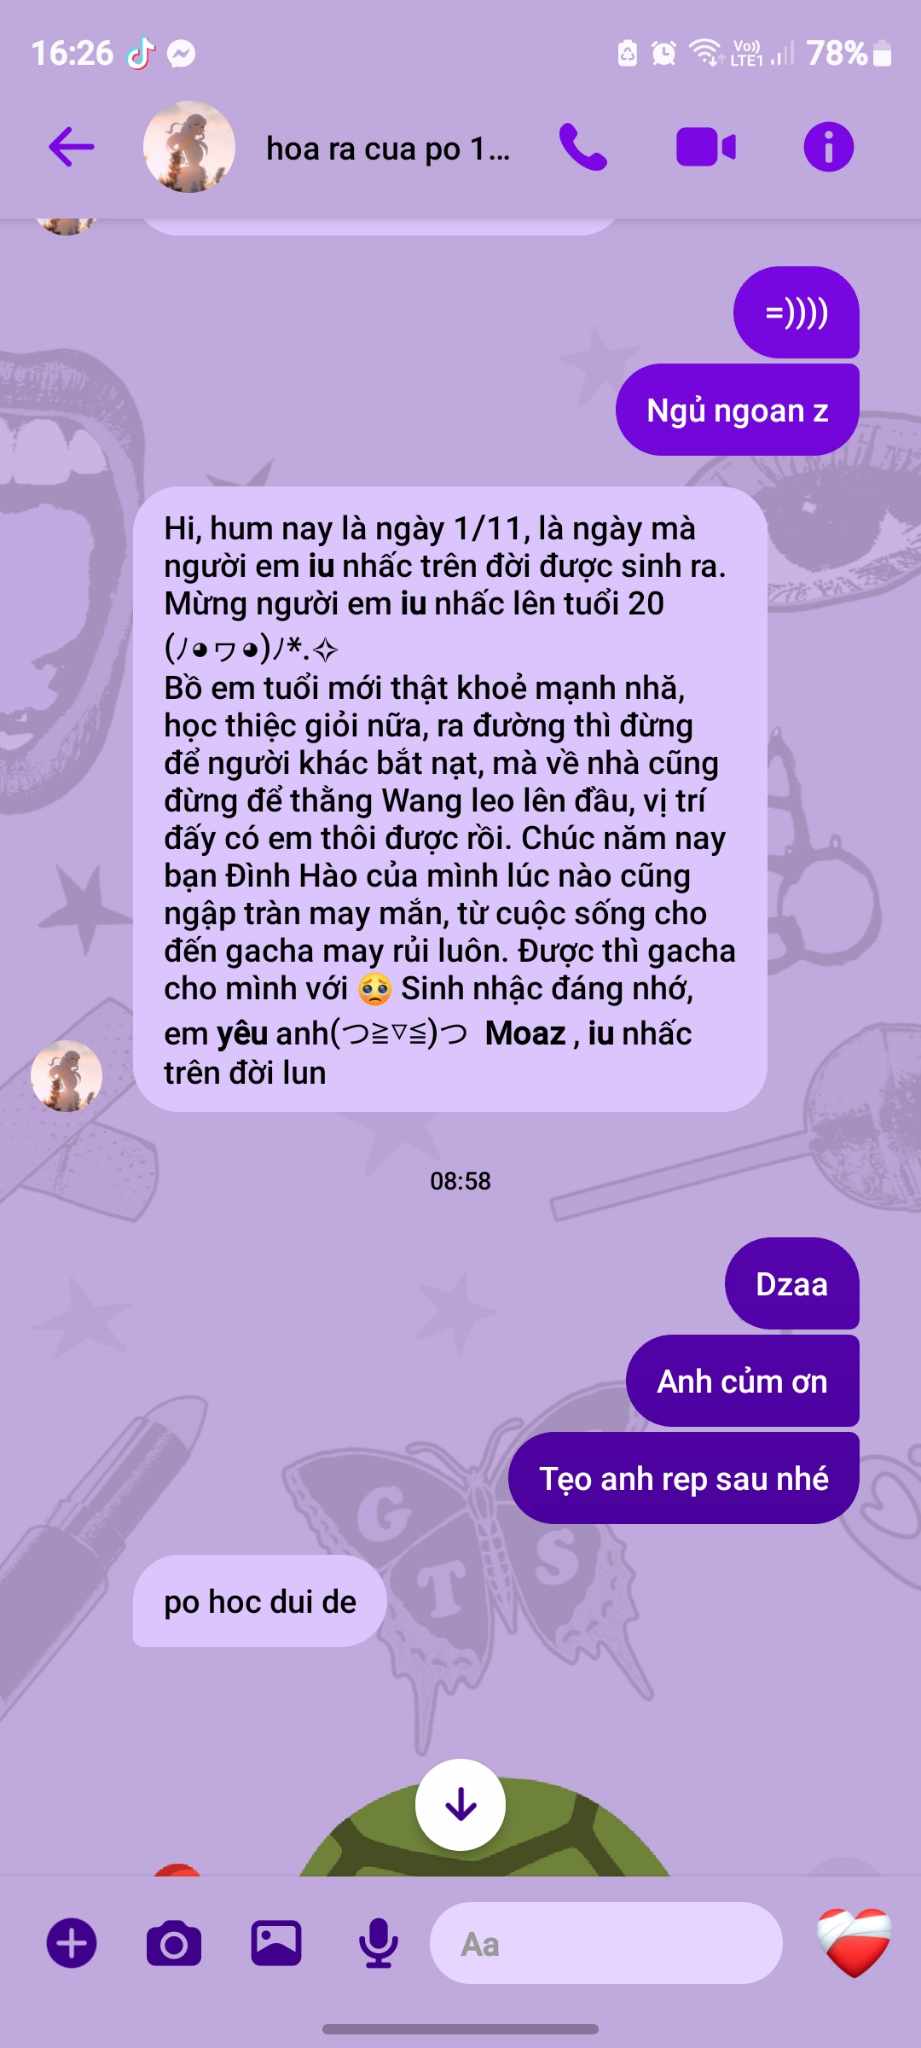 16:26
Vo)) LTE1 78%
hoa ra cua po 1...
=))))
Ngủ ngoan z
Hi, hum nay là ngày 1/11, là ngày mà
người em iu nhấc trên đời được sinh ra.
Mừng người em iu nhấc lên tuổi 20
(ﾉ◕ヮ◕)ﾉ*.✧
Bồ em tuổi mới thật khoẻ mạnh nhă,
học thiệc giỏi nữa, ra đường thì đừng
để người khác bắt nạt, mà về nhà cũng
đừng để thằng Wang leo lên đầu, vị trí
đấy có em thôi được rồi. Chúc năm nay
bạn Đình Hào của mình lúc nào cũng
ngập tràn may mắn, từ cuộc sống cho
đến gacha may rủi luôn. Được thì gacha
cho mình với 🥺 Sinh nhậc đáng nhớ,
em yêu anh(つ≧▽≦)つ Moaz , iu nhấc
trên đời lun
08:58
Dzaa
Anh củm ơn
Tẹo anh rep sau nhé
G
T
S
po hoc dui de
Aa